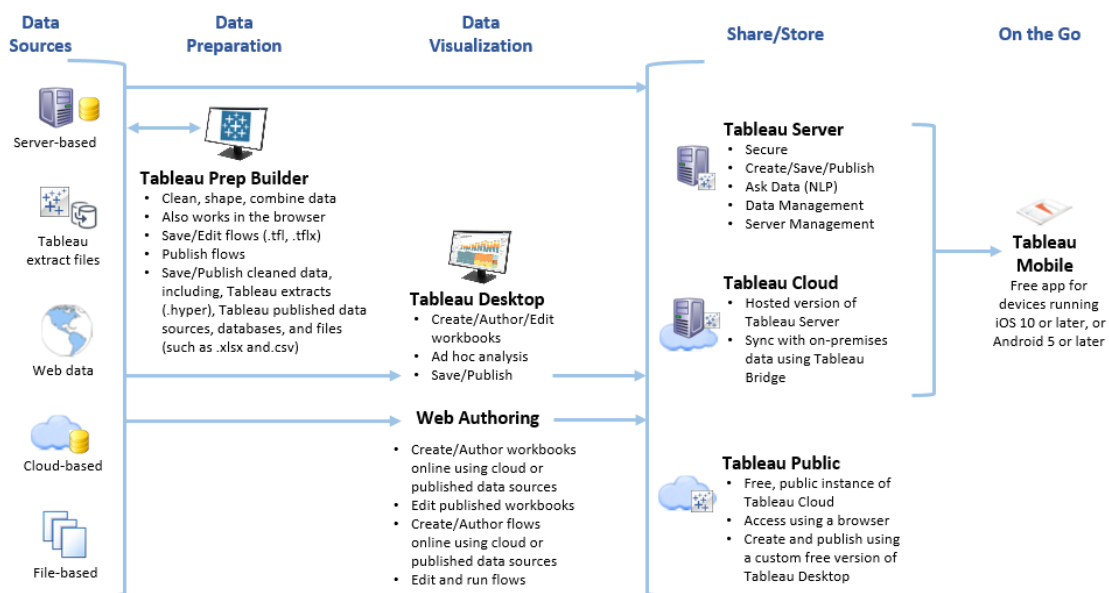 Data
Sources
Data
Preparation
Data
Visualization
Share/Store
On the Go
Server-based
Tableau
extract files
Web data
Cloud-based
File-based
Tableau Prep Builder
• Clean, shape, combine data
• Also works in the browser
• Save/Edit flows (.tfl, .tflx)
• Publish flows
• Save/Publish cleaned data,
including, Tableau extracts
(.hyper), Tableau published data
sources, databases, and files
(such as .xlsx and.csv)
Tableau Desktop
• Create/Author/Edit
workbooks
• Ad hoc analysis
• Save/Publish
Web Authoring
• Create/Author workbooks
online using cloud or
published data sources
• Edit published workbooks
• Create/Author flows
online using cloud or
published data sources
• Edit and run flows
Tableau Server
• Secure
• Create/Save/Publish
• Ask Data (NLP)
• Data Management
• Server Management
Tableau Cloud
• Hosted version of
Tableau Server
• Sync with on-premises
data using Tableau
Bridge
Tableau Public
• Free, public instance of
Tableau Cloud
• Access using a browser
• Create and publish using
a custom free version of
Tableau Desktop
Tableau
Mobile
Free app for
devices running
iOS 10 or later, or
Android 5 or later